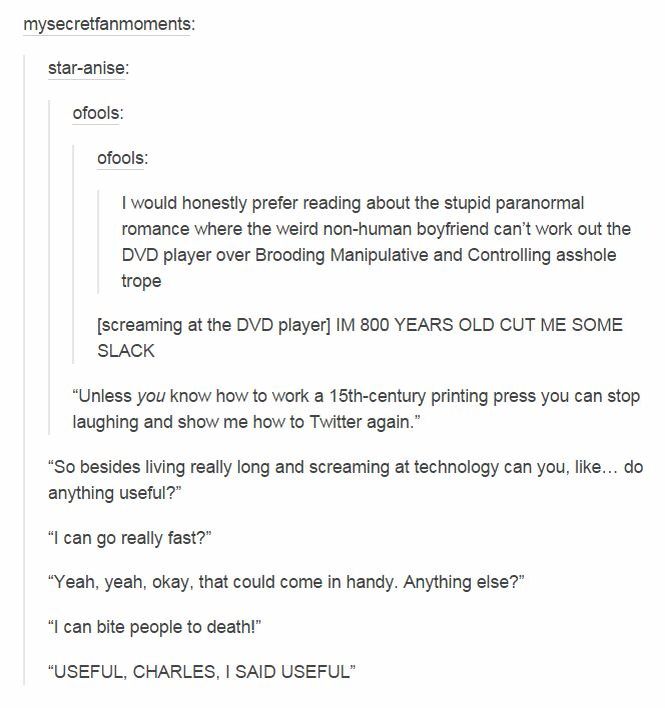 mysecretfanmoments:
star-anise:
ofools:
ofools:
I would honestly prefer reading about the stupid paranormal
romance where the weird non-human boyfriend can’t work out the
DVD player over Brooding Manipulative and Controlling asshole
trope
[screaming at the DVD player] IM 800 YEARS OLD CUT ME SOME
SLACK
“Unless you know how to work a 15th-century printing press you can stop
laughing and show me how to Twitter again.”
“So besides living really long and screaming at technology can you, like… do
anything useful?”
“I can go really fast?”
“Yeah, yeah, okay, that could come in handy. Anything else?”
“I can bite people to death!”
“USEFUL, CHARLES, I SAID USEFUL”